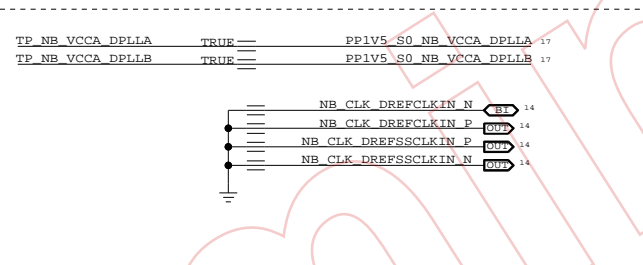 TP_NB_VCCA_DPLLA TRUE PP1V5_S0_NB_VCCA_DPLLA 17
TP_NB_VCCA_DPLLB TRUE PP1V5_S0_NB_VCCA_DPLLB 17
NB_CLK_DREFCLKIN_N BI 14
NB_CLK_DREFCLKIN_P OUT 14
NB_CLK_DREFSSCLKIN_P OUT 14
NB_CLK_DREFSSCLKIN_N OUT 14